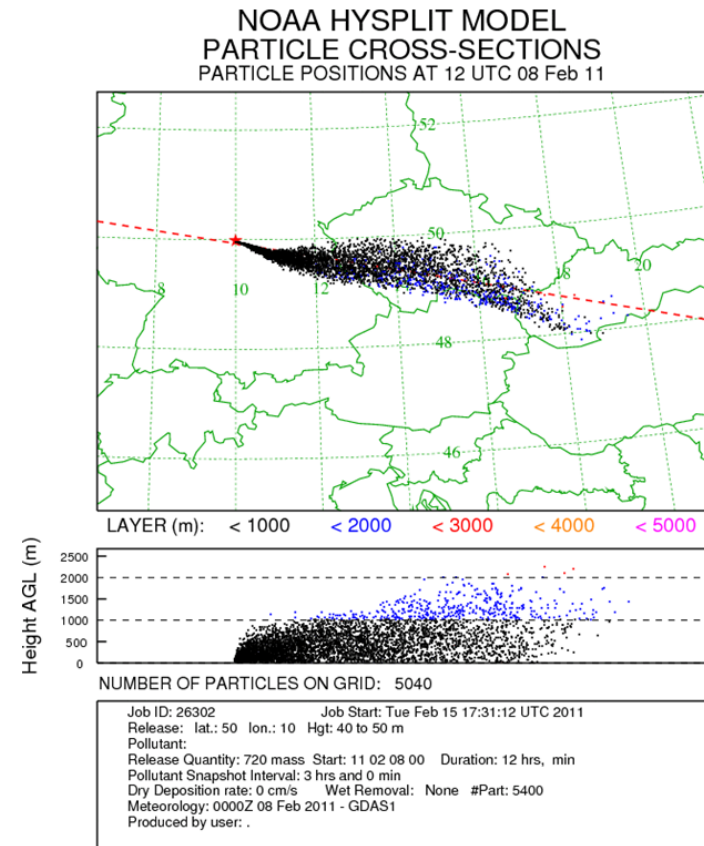 NOAA HYSPLIT MODEL
PARTICLE CROSS-SECTIONS
PARTICLE POSITIONS AT 12 UTC 08 Feb 11
52
50
18
20
8
10
12
48
46
LAYER (m): < 1000 < 2000 < 3000 < 4000 < 5000
Height AGL (m)
2500
2000
1500
1000
500
0
NUMBER OF PARTICLES ON GRID: 5040
Job ID: 26302 Job Start: Tue Feb 15 17:31:12 UTC 2011
Release: lat.: 50 lon.: 10 Hgt: 40 to 50 m
Pollutant:
Release Quantity: 720 mass Start: 11 02 08 00 Duration: 12 hrs, min
Pollutant Snapshot Interval: 3 hrs and 0 min
Dry Deposition rate: 0 cm/s Wet Removal: None #Part: 5400
Meteorology: 0000Z 08 Feb 2011 - GDAS1
Produced by user: .